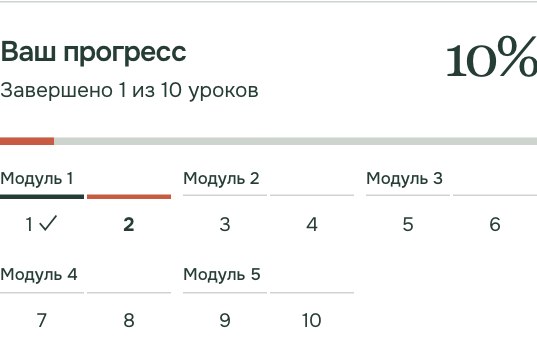 Ваш прогресс
10%
Завершено 1 из 10 уроков
Модуль 1 Модуль 2 Модуль 3
1 ✓ 2 3 4 5 6
Модуль 4 Модуль 5
7 8 9 10